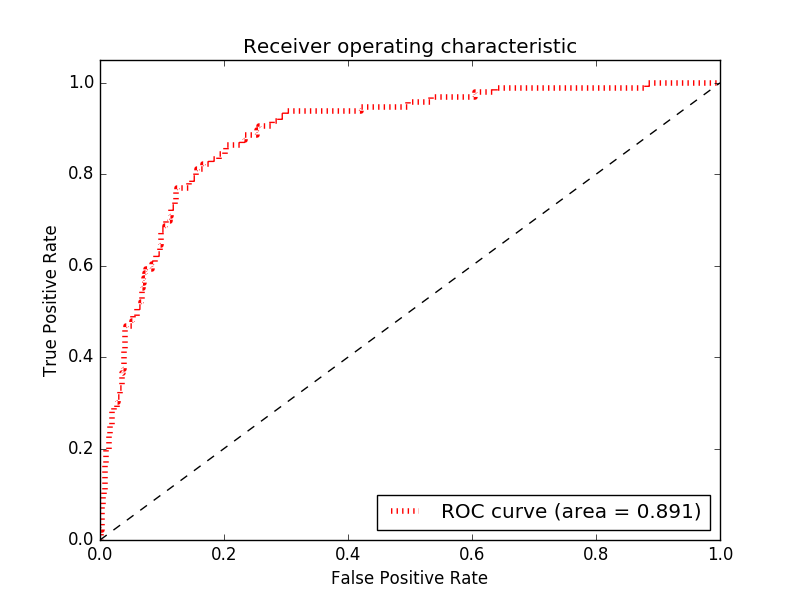 Receiver operating characteristic
1.0
0.8
0.6
0.4
0.2
0.0
True Positive Rate
ROC curve (area = 0.891)
0.0 0.2 0.4 0.6 0.8 1.0
False Positive Rate